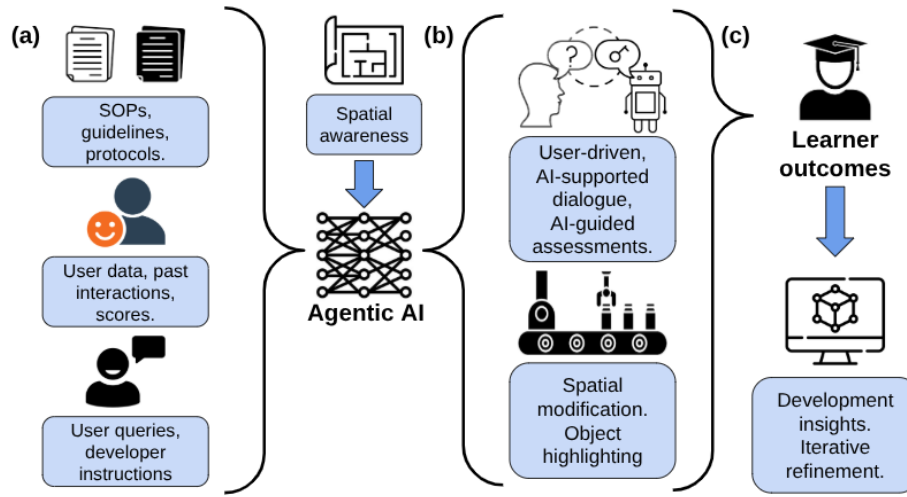 (a)
SOPs,
guidelines,
protocols.
User data, past
interactions,
scores.
User queries,
developer
instructions
Spatial
awareness
Agentic AI
(b)
?
User-driven,
AI-supported
dialogue,
AI-guided
assessments.
Spatial
modification.
Object
highlighting
(c)
Learner
outcomes
Development
insights.
Iterative
refinement.